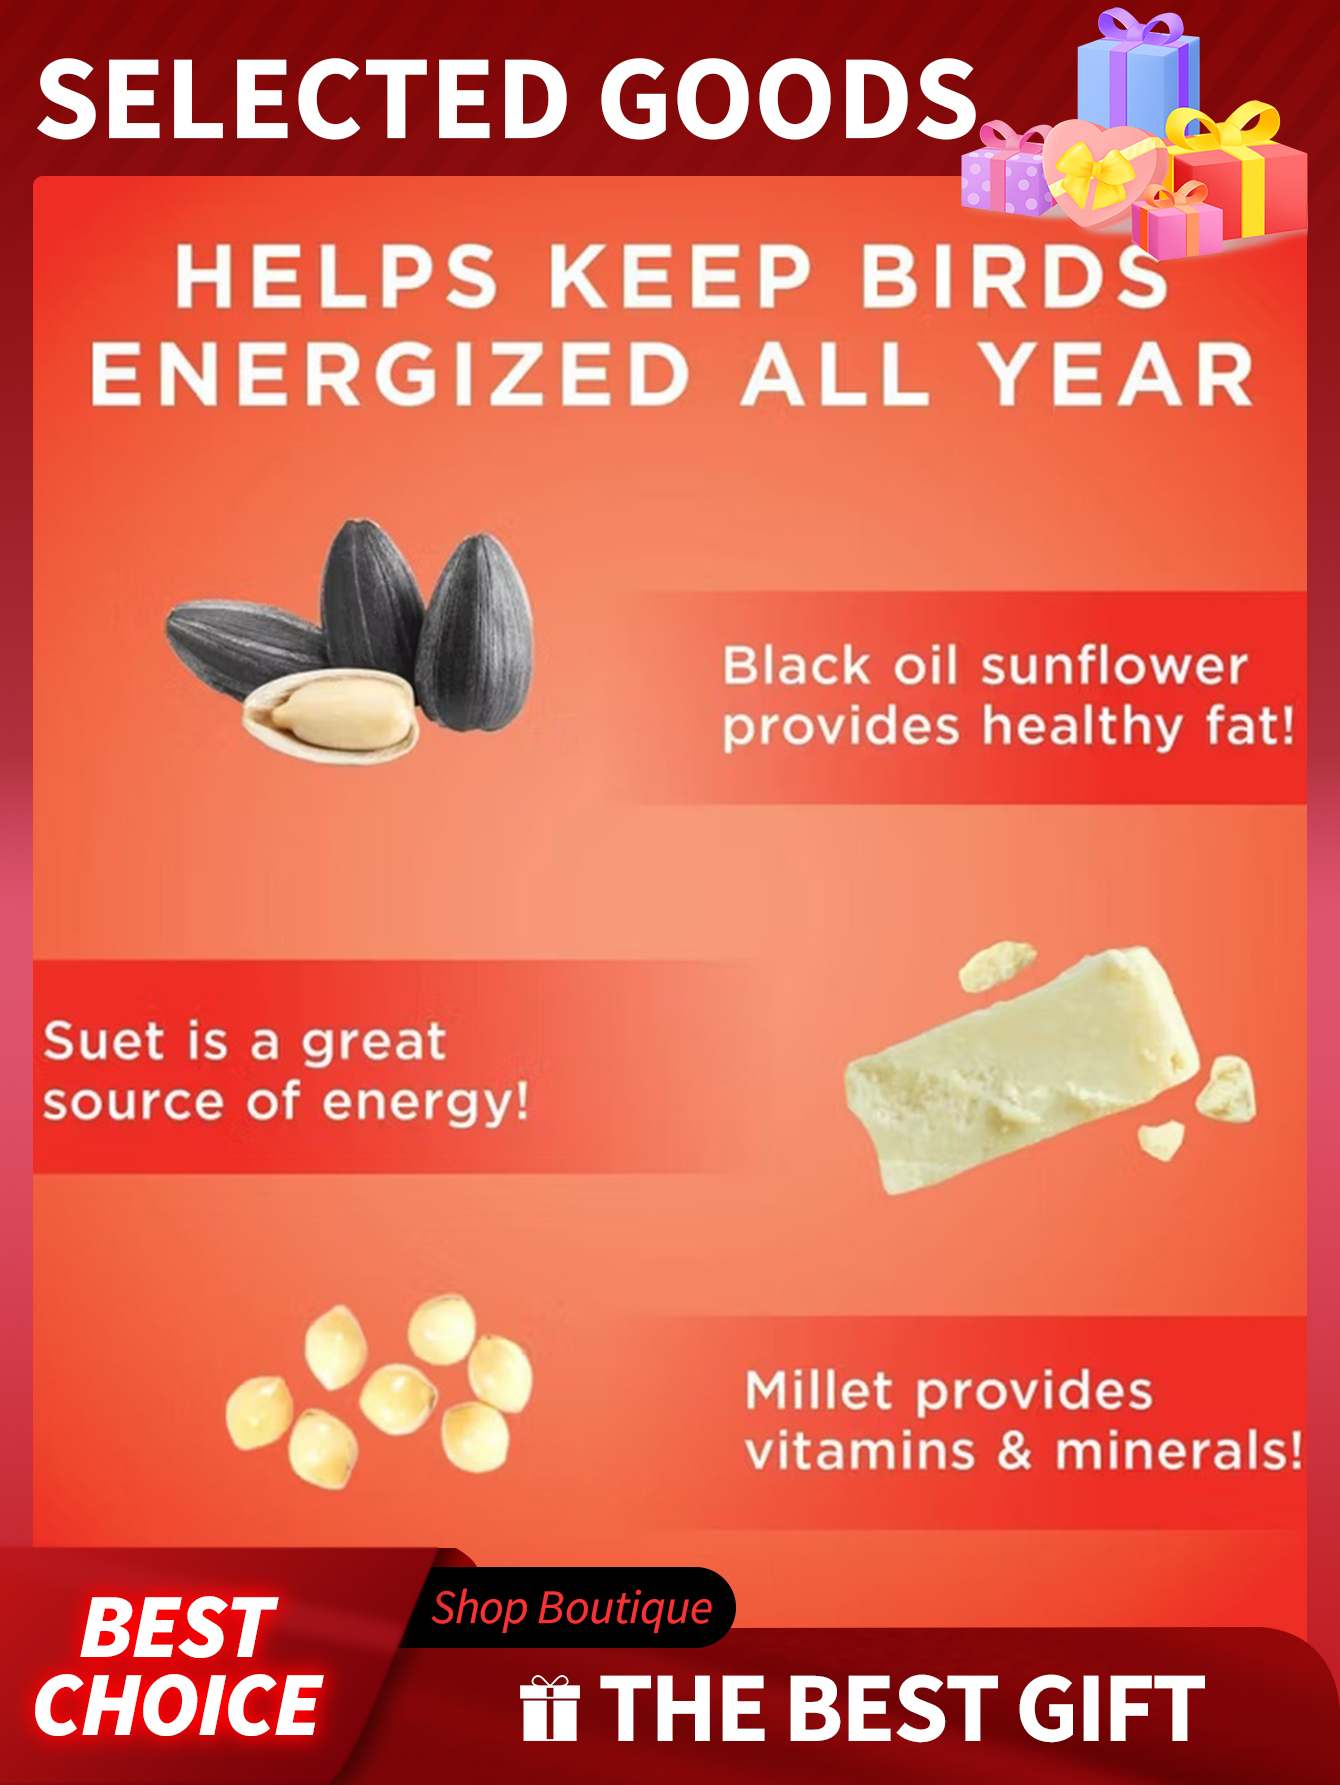 SELECTED GOODS
HELPS KEEP BIRDS
ENERGIZED ALL YEAR
Black oil sunflower
provides healthy fat!
Suet is a great
source of energy!
Millet provides
vitamins & minerals!
BEST
CHOICE
Shop Boutique
THE BEST GIFT